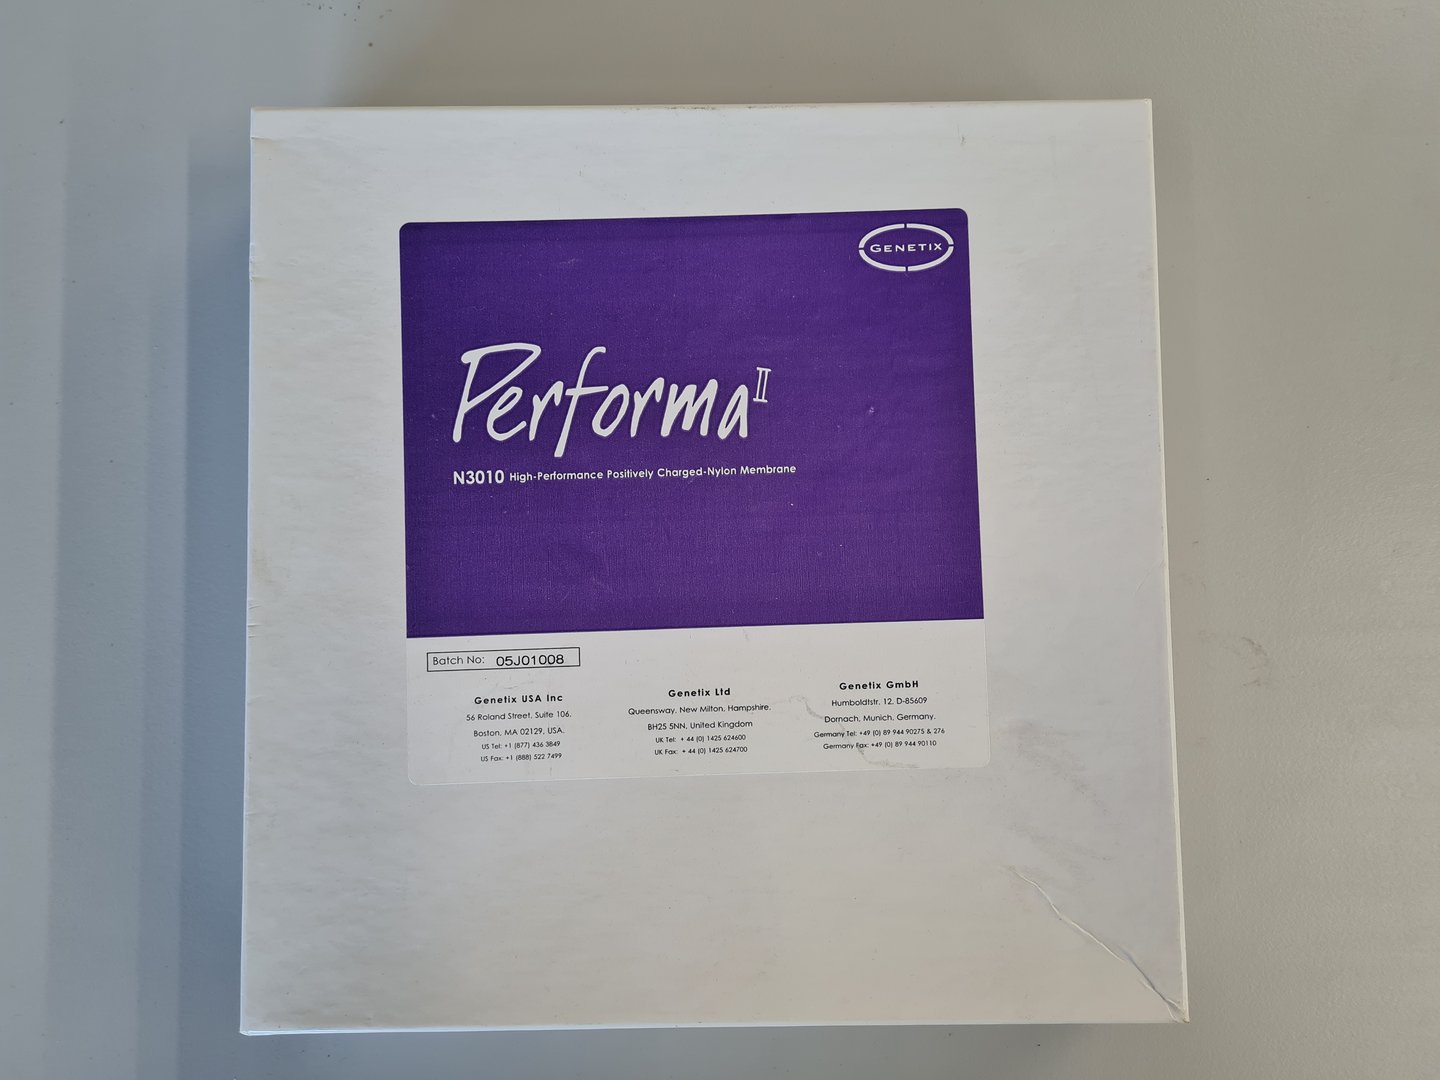 GENETIX
Performa II
N3010 High-Performance Positively Charged-Nylon Membrane
Batch No: 05J01008
Genetix USA Inc
56 Roland Street, Suite 106,
Boston, MA 02129, USA.
US Tel: +1 (877) 436 3849
US Fax: +1 (888) 522 7499
Genetix Ltd
Queensway, New Milton, Hampshire,
BH25 5NN, United Kingdom
UK Tel: + 44 (0) 1425 624600
UK Fax: + 44 (0) 1425 624700
Genetix GmbH
Humboldtstr. 12, D-85609
Dornach, Munich, Germany.
Germany Tel: +49 (0) 89 944 90275 & 276
Germany Fax: +49 (0) 89 944 90110